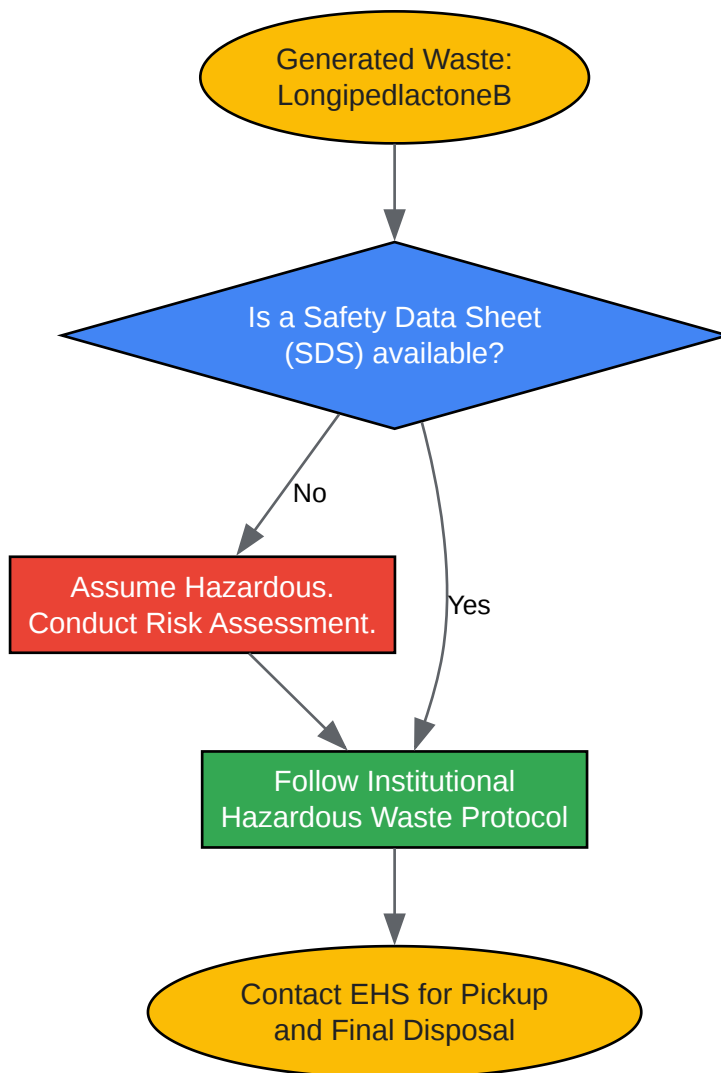 Generated Waste:
LongipedlactoneB
Is a Safety Data Sheet
(SDS) available?
No
Assume Hazardous.
Conduct Risk Assessment.
Yes
Follow Institutional
Hazardous Waste Protocol
Contact EHS for Pickup
and Final Disposal